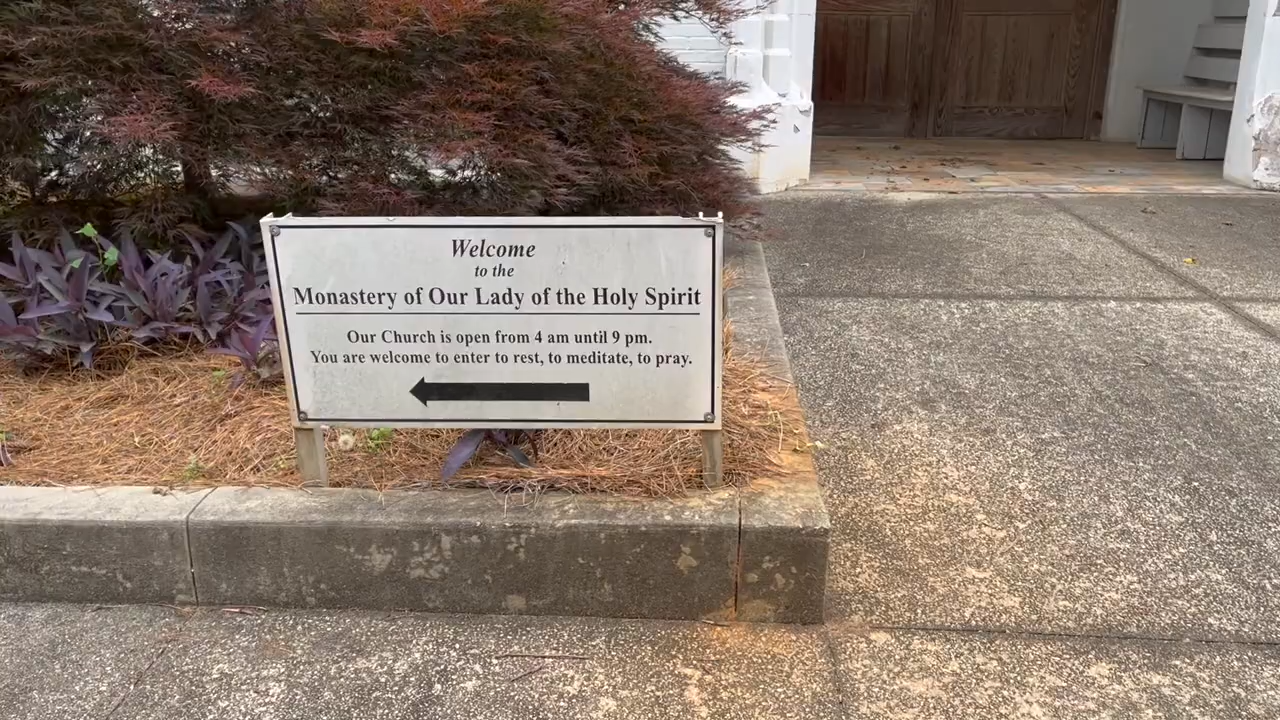 Welcome
to the
Monastery of Our Lady of the Holy Spirit
Our Church is open from 4 am until 9 pm.
You are welcome to enter to rest, to meditate, to pray.